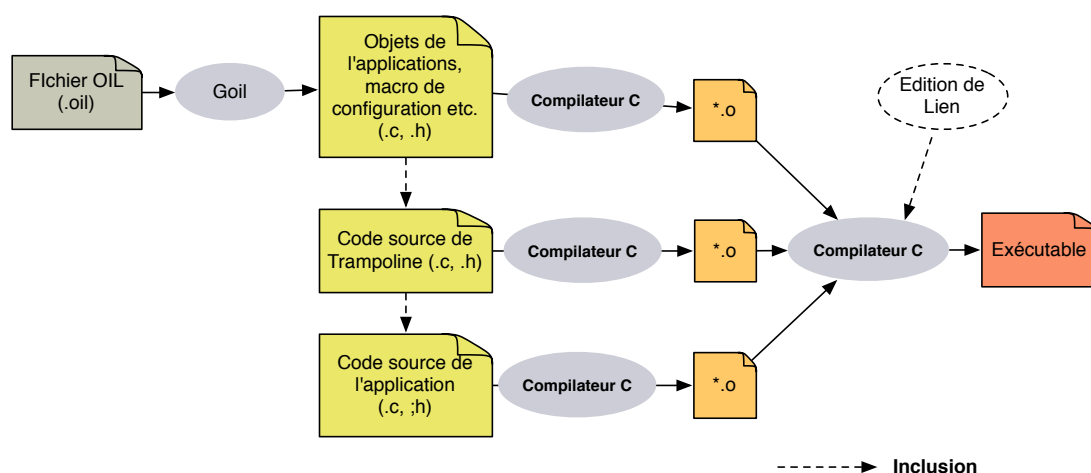 FIchier OIL
(.oil)
Goil
Objets de
l'applications,
macro de
configuration etc.
(.c, .h)
Compilateur C
*.o
Edition de
Lien
Code source de
Trampoline (.c, .h)
Compilateur C
*.o
Compilateur C
Exécutable
Code source de
l'application
(.c, ;h)
Compilateur C
*.o
Inclusion